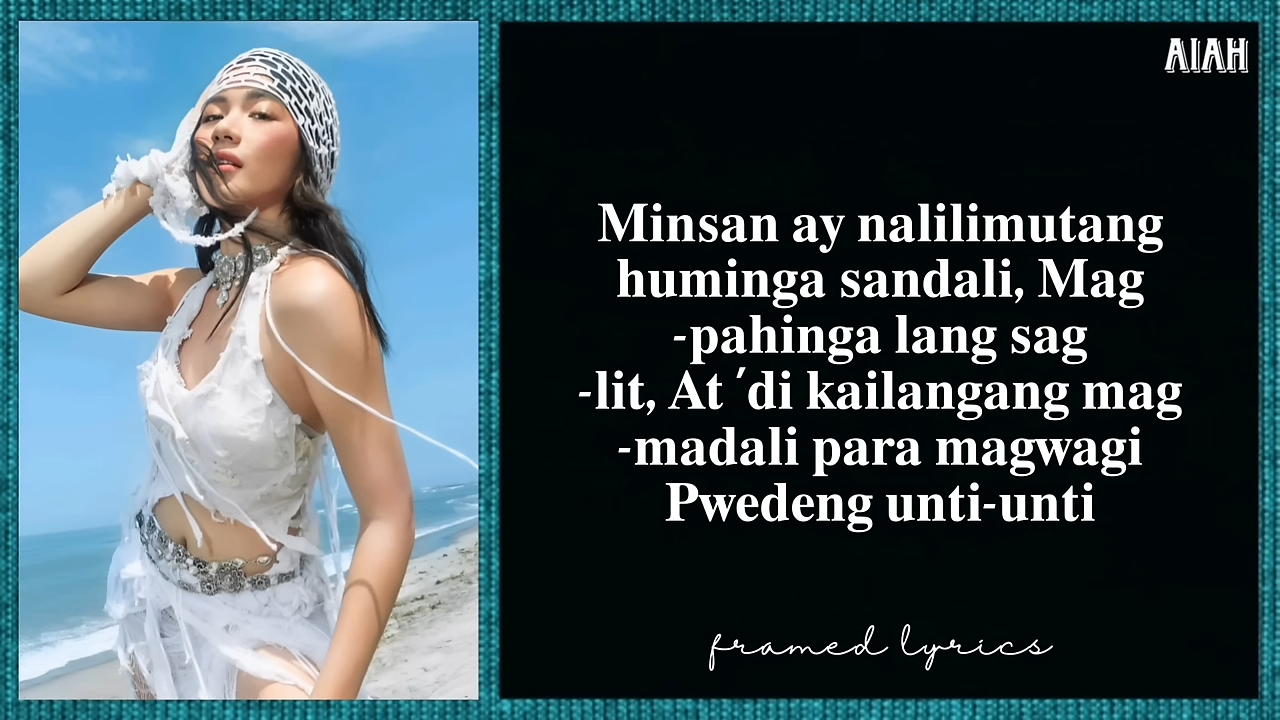 AIAH
Minsan ay nalilimutang
huminga sandali, Mag
-pahinga lang sag
-lit, At ′di kailangang mag
-madali para magwagi
Pwedeng unti-unti
framed lyrics